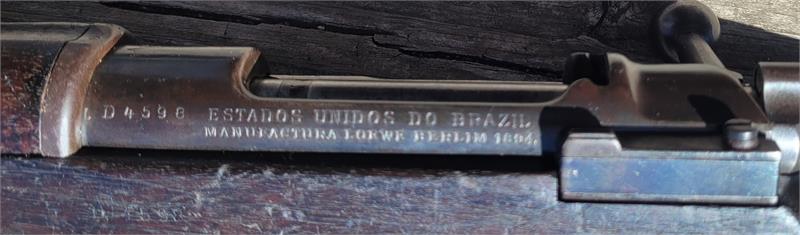 D4598 ESTADOS UNIDOS DO BRAZIL
MANUFACTURA LOEWE BERLIM 1894.